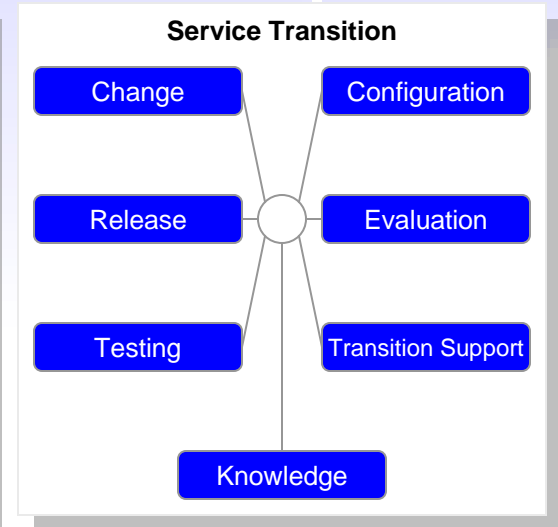 Service Transition
Change
Configuration
Release
Evaluation
Testing
Transition Support
Knowledge